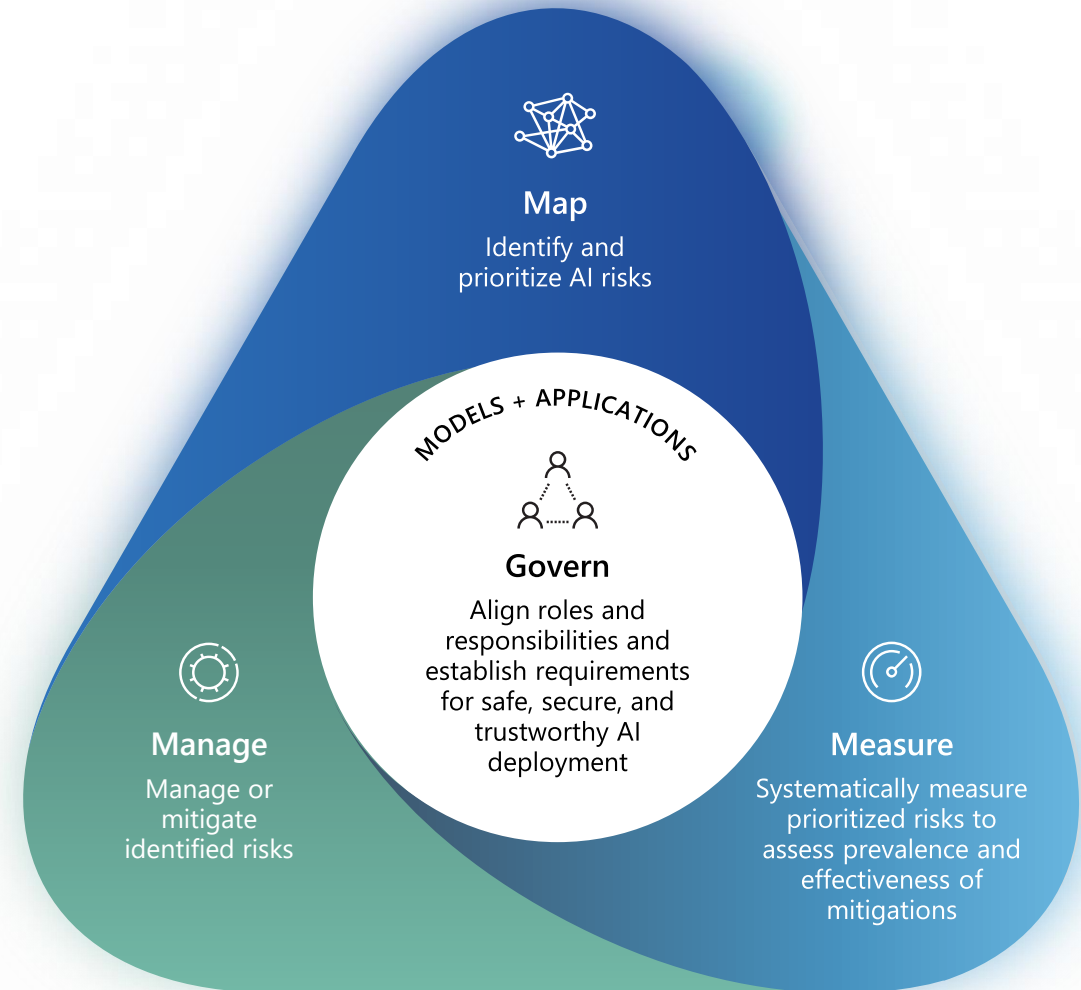 Map
Identify and
prioritize AI risks
MODELS + APPLICATIONS
Govern
Align roles and
responsibilities and
establish requirements
for safe, secure, and
trustworthy AI
deployment
Manage
Manage or
mitigate
identified risks
Measure
Systematically measure
prioritized risks to
assess prevalence and
effectiveness of
mitigations